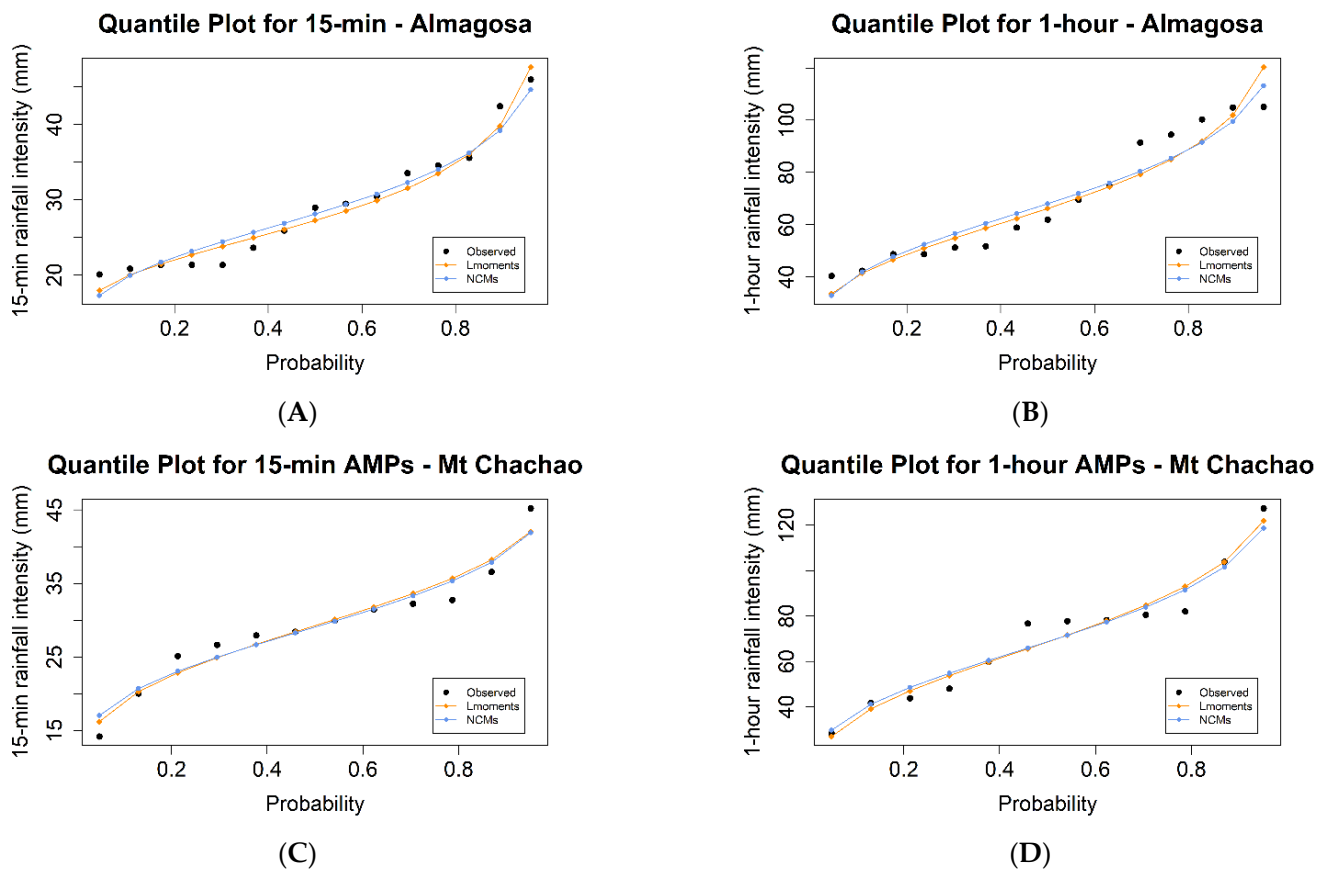 Quantile Plot for 15-min - Almagosa
15-min rainfall intensity (mm)
20
30
40
0.2
0.4
0.6
0.8
Probability
Observed
Lmoments
NCMs
(A)
Quantile Plot for 1-hour - Almagosa
1-hour rainfall intensity (mm)
40
60
80
100
0.2
0.4
0.6
0.8
Probability
Observed
Lmoments
NCMs
(B)
Quantile Plot for 15-min AMPs - Mt Chachao
15-min rainfall intensity (mm)
15
25
35
45
0.2
0.4
0.6
0.8
Probability
Observed
Lmoments
NCMs
(C)
Quantile Plot for 1-hour AMPs - Mt Chachao
1-hour rainfall intensity (mm)
40
60
80
120
0.2
0.4
0.6
0.8
Probability
Observed
Lmoments
NCMs
(D)